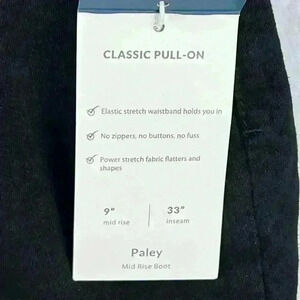 CLASSIC PULL-ON
Elastic stretch waistband holds you in
No zippers, no buttons, no fuss
Power stretch fabric flatters and
shapes
9" 33"
mid rise inseam
Paley
Mid Rise Boot